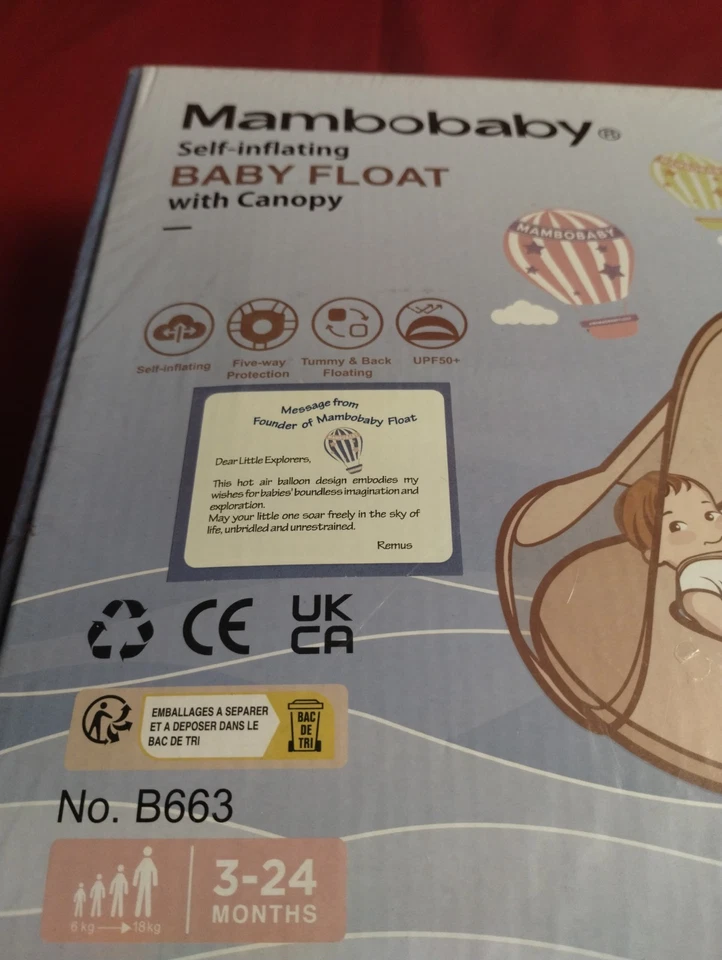 Mambobaby®
Self-inflating
BABY FLOAT
with Canopy
MAMBOBABY
Self-inflating
Five-way
Protection
Tummy & Back
Floating
UPF50+
Message from
Founder of Mambobaby Float
Dear Little Explorers,
This hot air balloon design embodies my
wishes for babies' boundless imagination and
exploration.
May your little one soar freely in the sky of
life, unbridled and unrestrained.
Remus
CE
UK
CA
EMBALLAGES A SEPARER
ET A DEPOSER DANS LE
BAC DE TRI
BAC
DE
TRI
No. B663
6kg 18kg
3-24
MONTHS